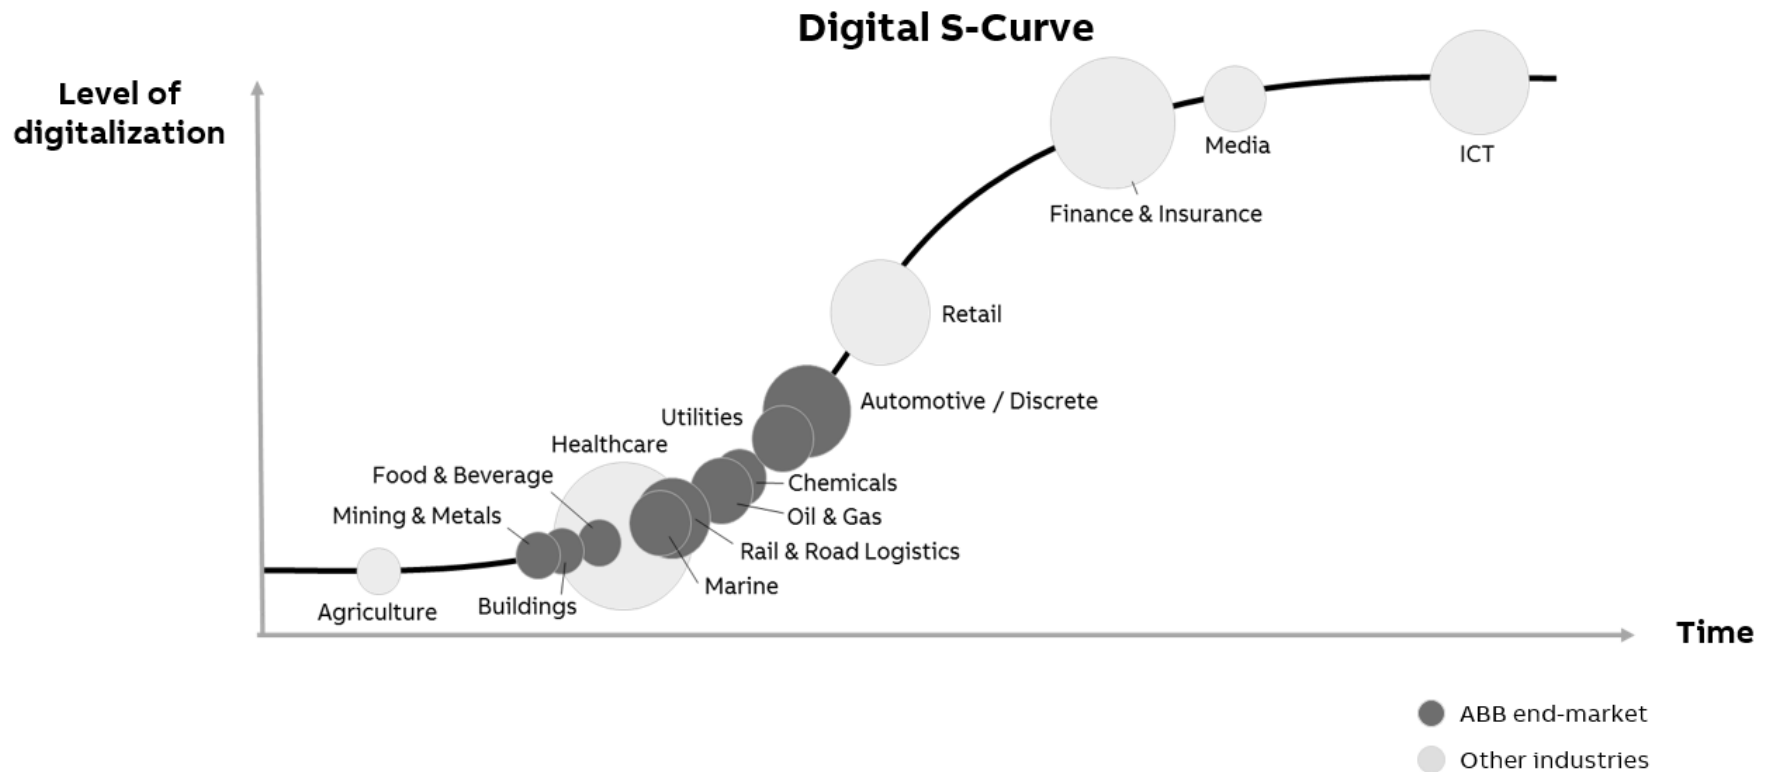 Digital S-Curve
Level of
digitalization
Media
ICT
Finance & Insurance
Retail
Automotive / Discrete
Utilities
Healthcare
Food & Beverage
Chemicals
Mining & Metals
Oil & Gas
Rail & Road Logistics
Marine
Buildings
Agriculture
Time
ABB end-market
Other industries